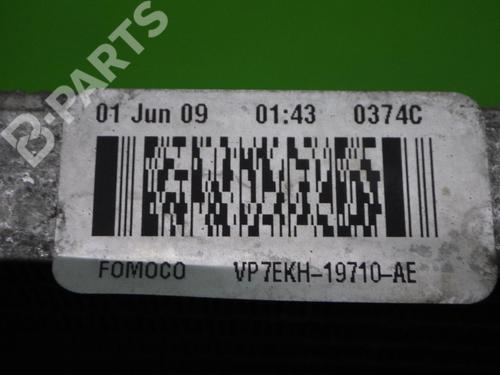 B-PARTS
01 Jun 09 01:43 0374C
FOMOCO VP7EKH-19710-AE